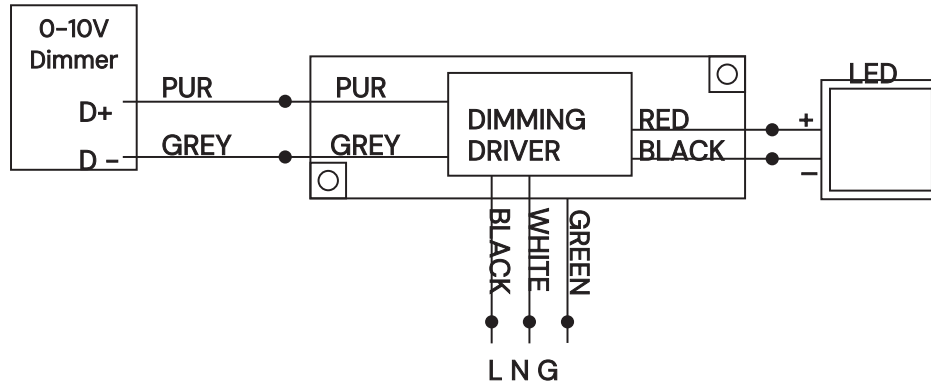 0-10V
Dimmer
D+
D -
PUR
GREY
PUR
GREY
DIMMING
DRIVER
RED
BLACK
LED
+
−
BLACK
WHITE
GREEN
L N G